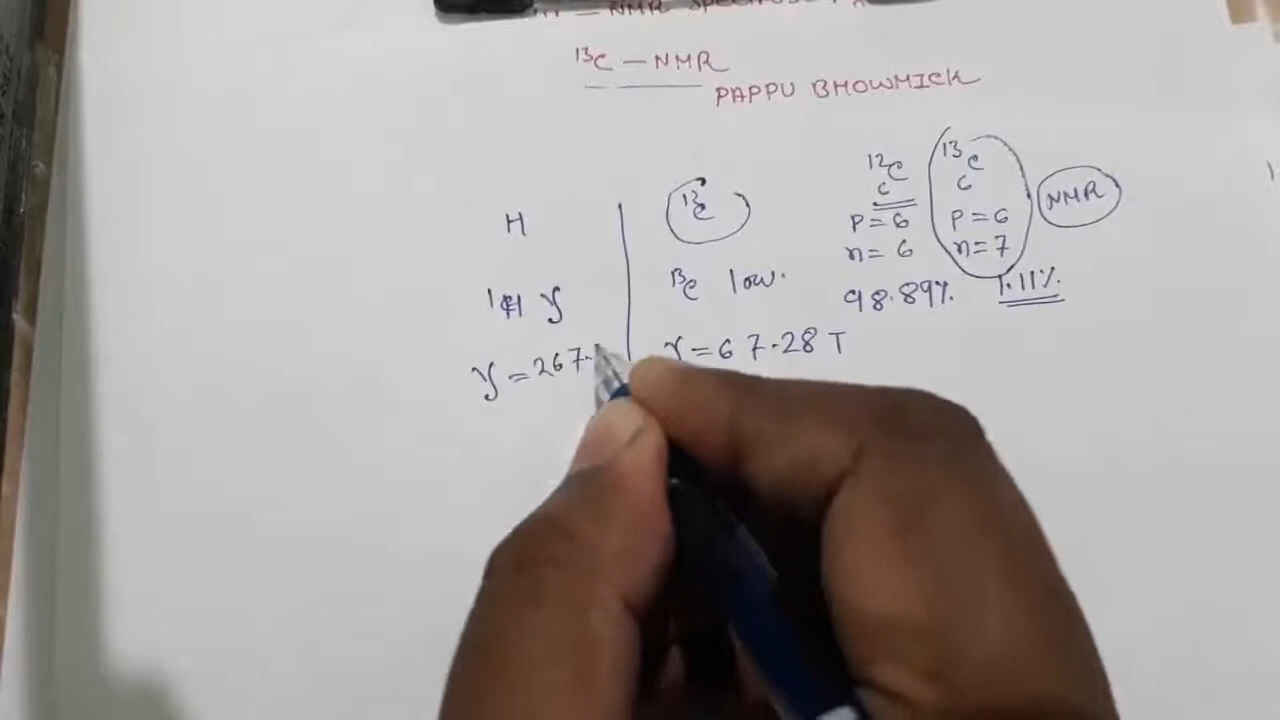 NMR
¹³C — NMR
PAPPU BHOWMICK
H
¹³C
¹²C
6
P = 6
n = 6
98.89%
¹³C
6
P = 6
n = 7
1.11%
NMR
¹H γ
¹³C low.
γ = 267.
γ = 67.28 T